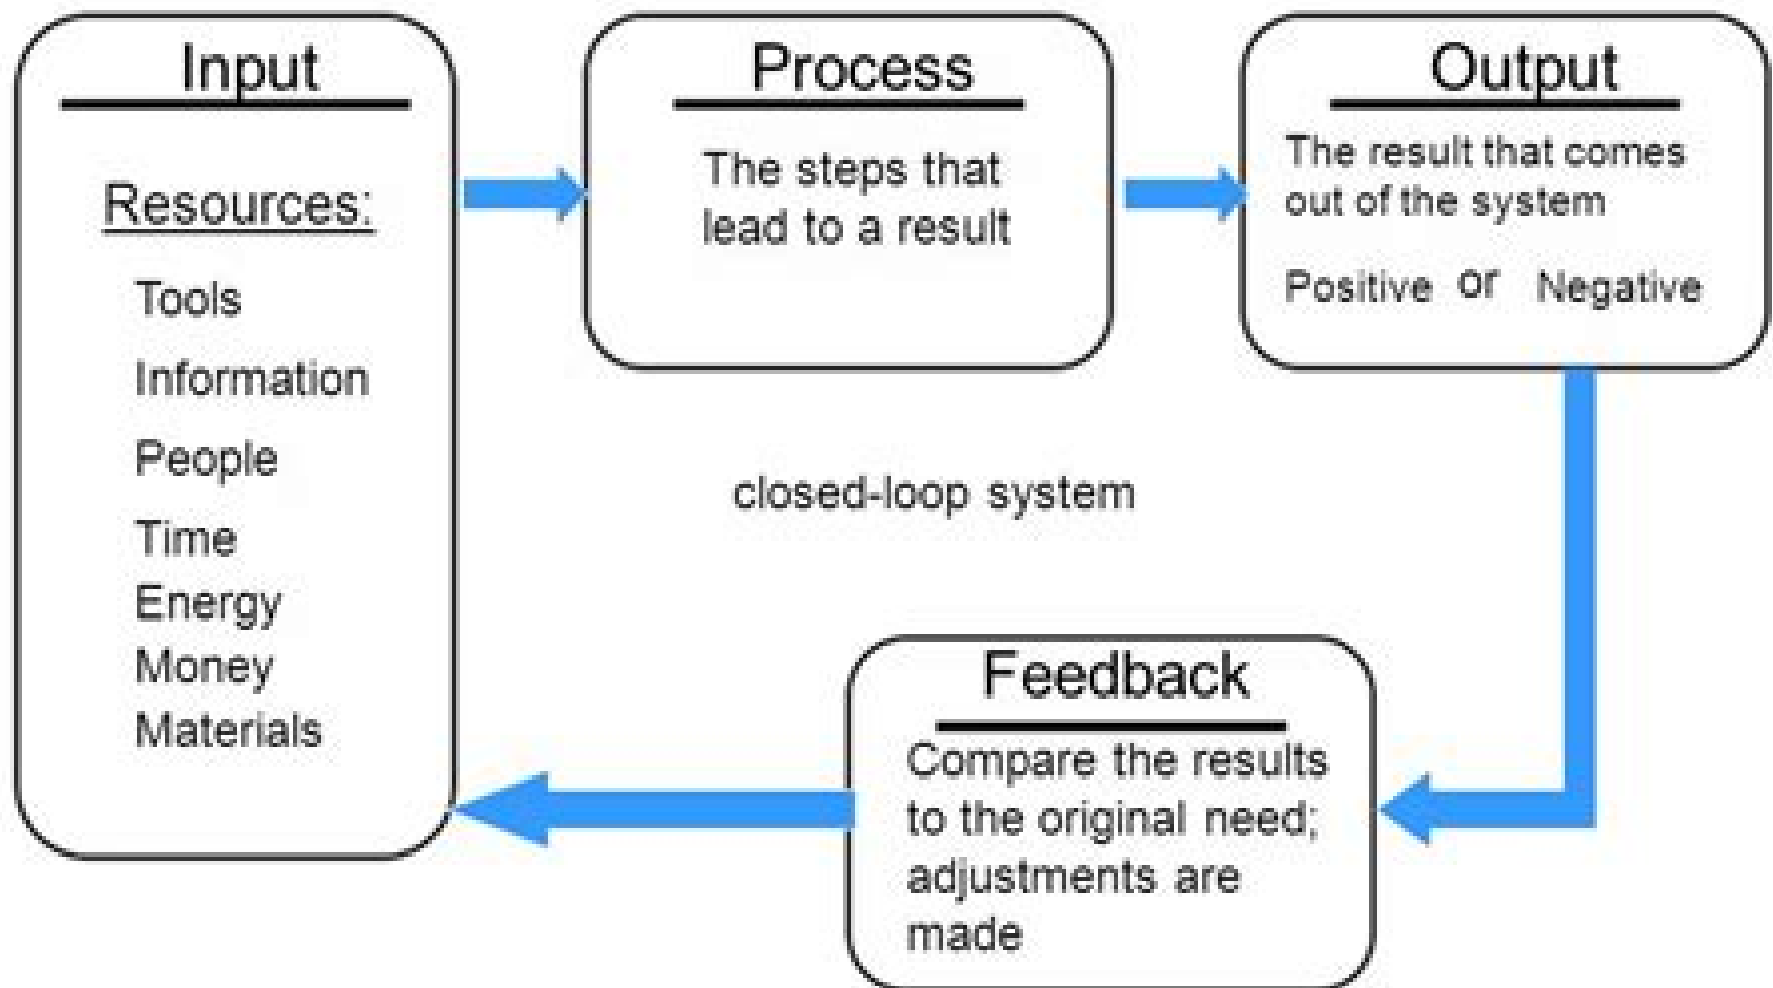 Input
Resources:
Tools
Information
People
Time
Energy
Money
Materials
Process
The steps that
lead to a result
Output
The result that comes
out of the system
Positive or Negative
closed-loop system
Feedback
Compare the results
to the original need;
adjustments are
made